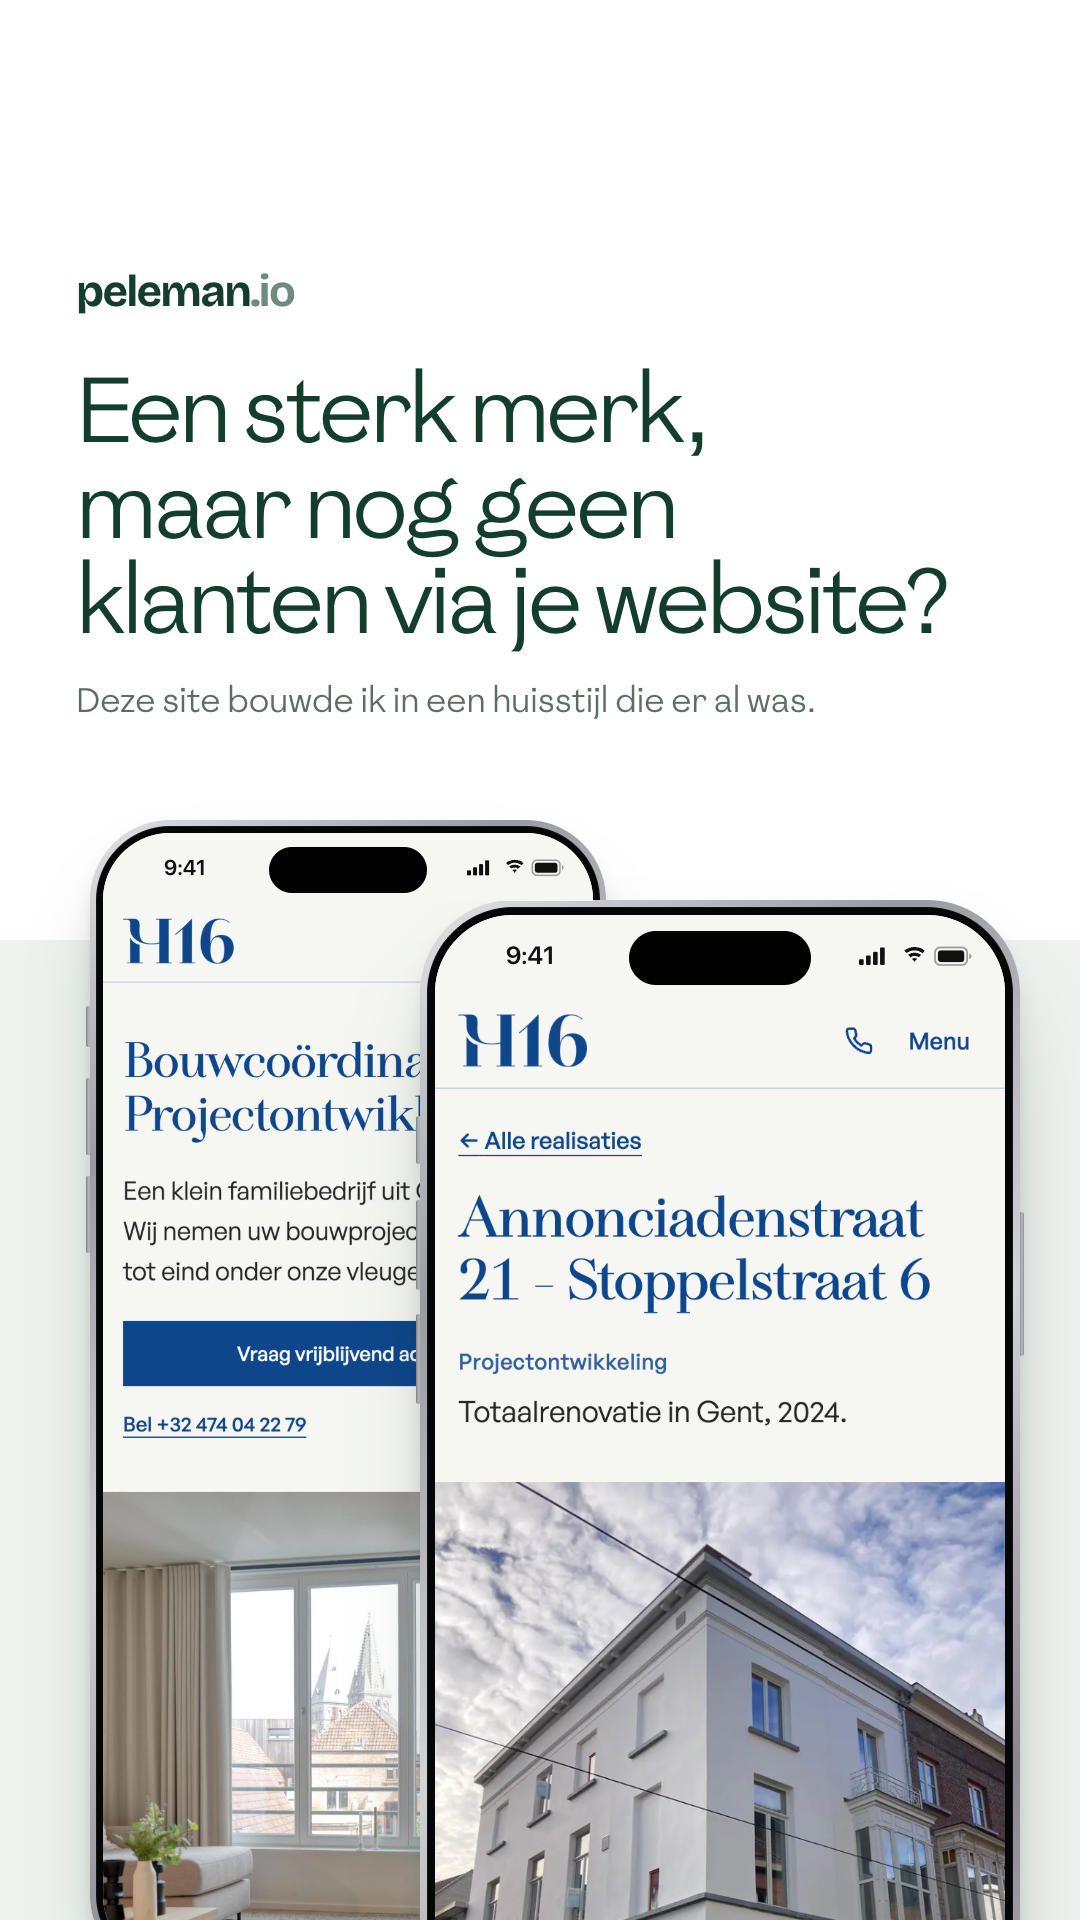 peleman.io
Een sterk merk,
maar nog geen
klanten via je website?
Deze site bouwde ik in een huisstijl die er al was.
9:41
H16
Bouwcoördina
Projectontwik
Een klein familiebedrijf uit
Wij nemen uw bouwprojec
tot eind onder onze vleuge
Vraag vrijblijvend ad
Bel +32 474 04 22 79
9:41
H16
Menu
← Alle realisaties
Annonciadenstraat
21 - Stoppelstraat 6
Projectontwikkeling
Totaalrenovatie in Gent, 2024.